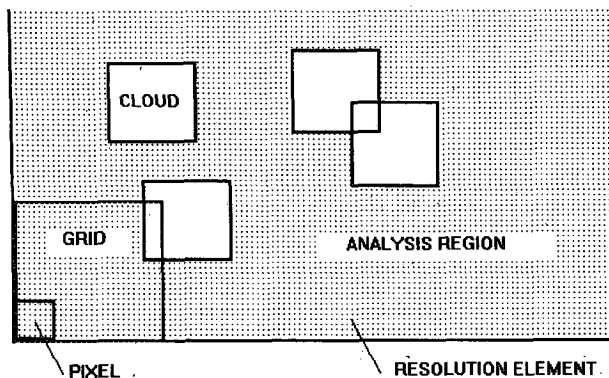 CLOUD
GRID
ANALYSIS REGION
PIXEL
RESOLUTION ELEMENT